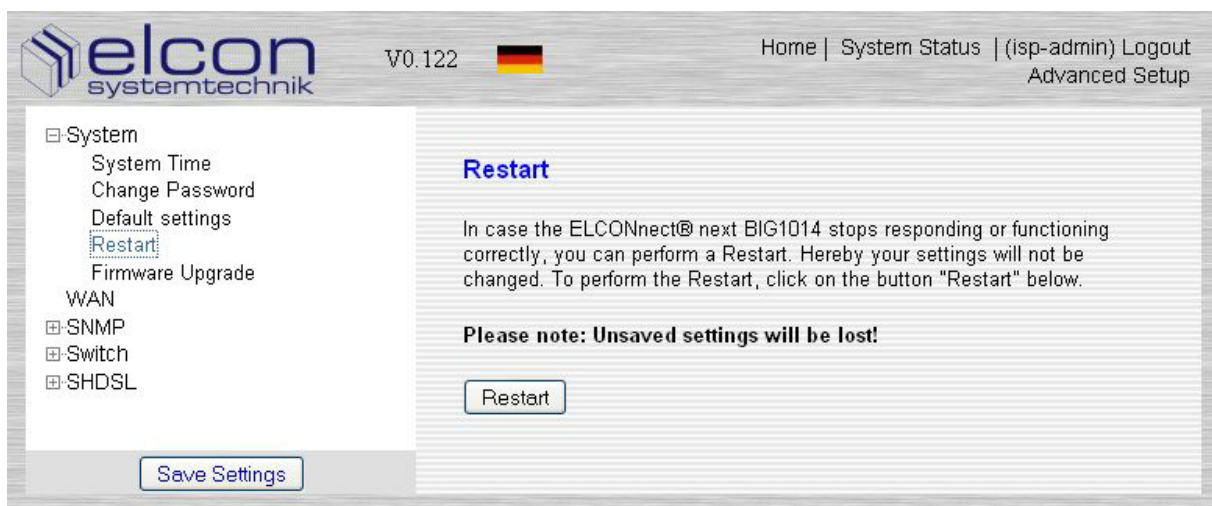 elcon
systemtechnik
V0.122
Home | System Status | (isp-admin) Logout
Advanced Setup
System
System Time
Change Password
Default settings
Restart
Firmware Upgrade
WAN
SNMP
Switch
SHDSL
Save Settings
Restart
In case the ELCONnect® next BIG1014 stops responding or functioning
correctly, you can perform a Restart. Hereby your settings will not be
changed. To perform the Restart, click on the button "Restart" below.
Please note: Unsaved settings will be lost!
Restart